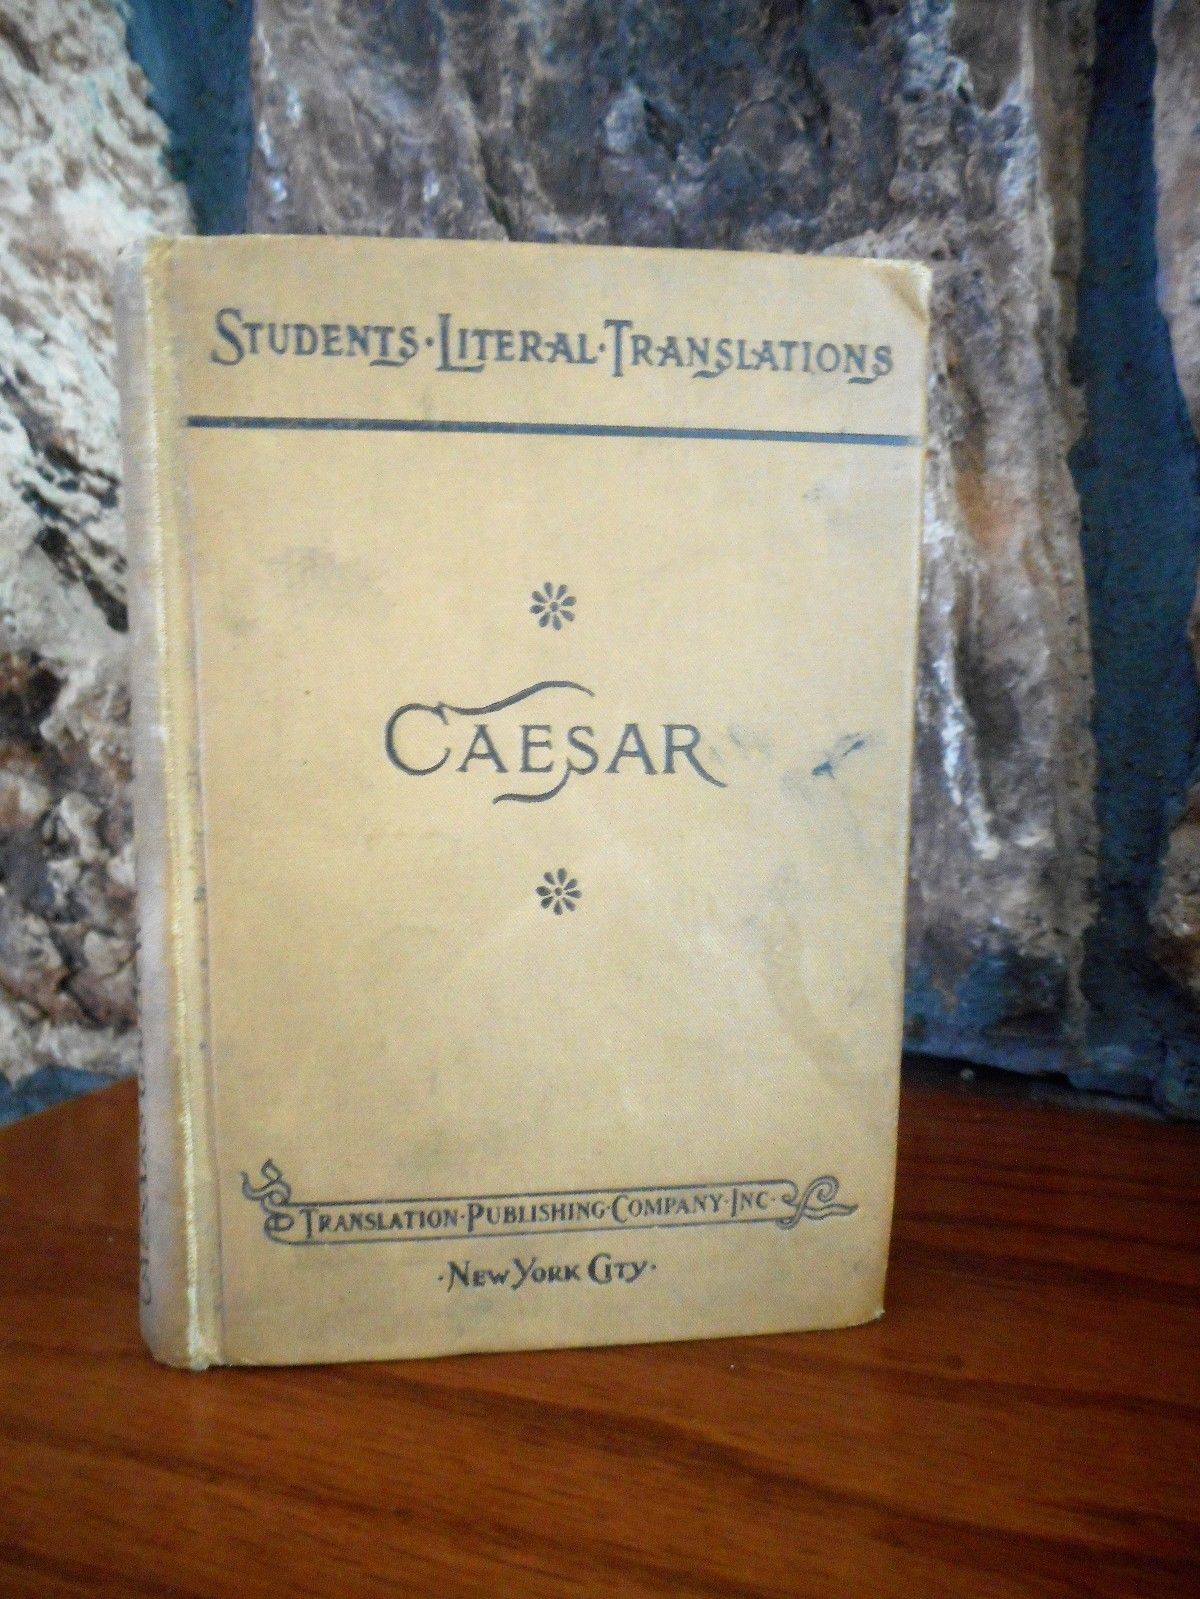 STUDENTS·LITERAL·TRANSLATIONS
CAESAR
TRANSLATION·PUBLISHING·COMPANY·INC·
·NEW YORK CITY·